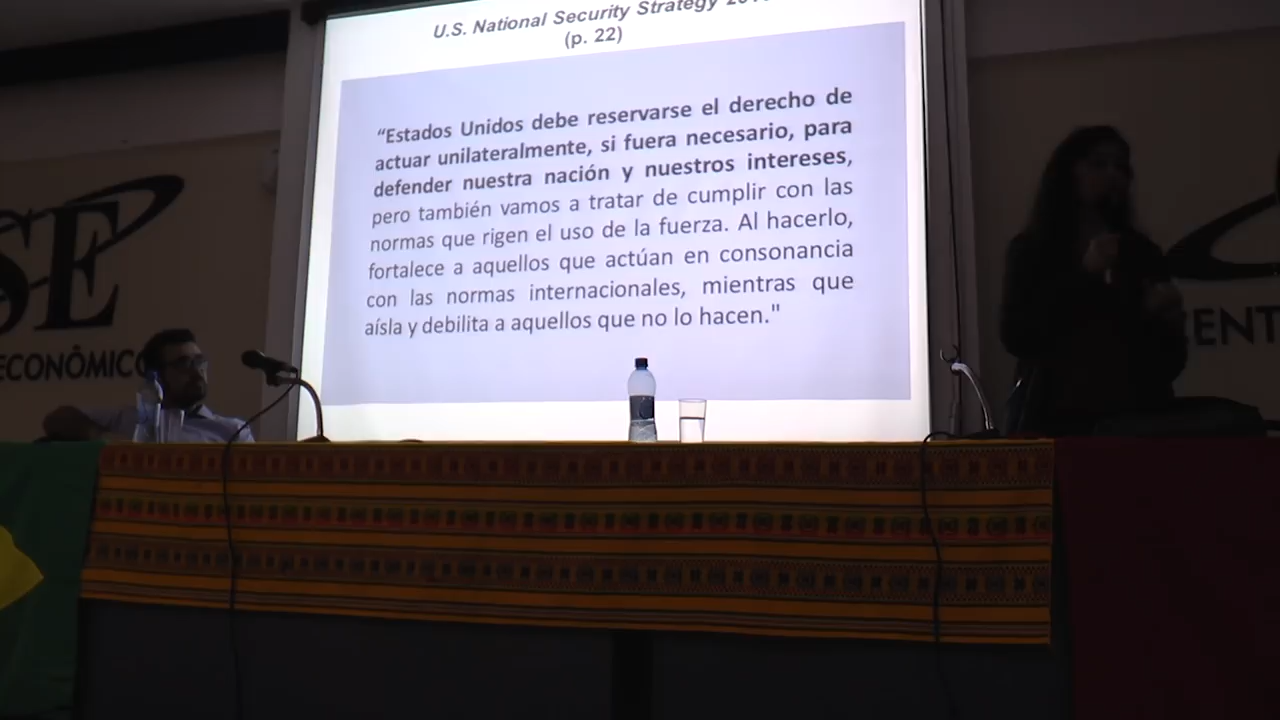 U.S. National Security Strategy
(p. 22)
“Estados Unidos debe reservarse el derecho de
actuar unilateralmente, si fuera necesario, para
defender nuestra nación y nuestros intereses,
pero también vamos a tratar de cumplir con las
normas que rigen el uso de la fuerza. Al hacerlo,
fortalece a aquellos que actúan en consonancia
con las normas internacionales, mientras que
aísla y debilita a aquellos que no lo hacen."
SE
ECONÔMICO
CENT